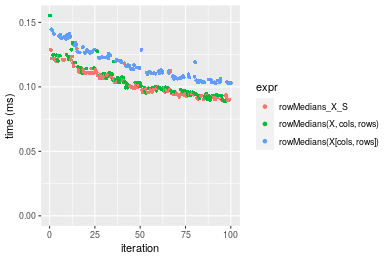 0.15
0.10
0.05
0.00
time (ms)
0
25
50
75
100
iteration
expr
rowMedians_X_S
rowMedians(X, cols, rows)
rowMedians(X[cols, rows])